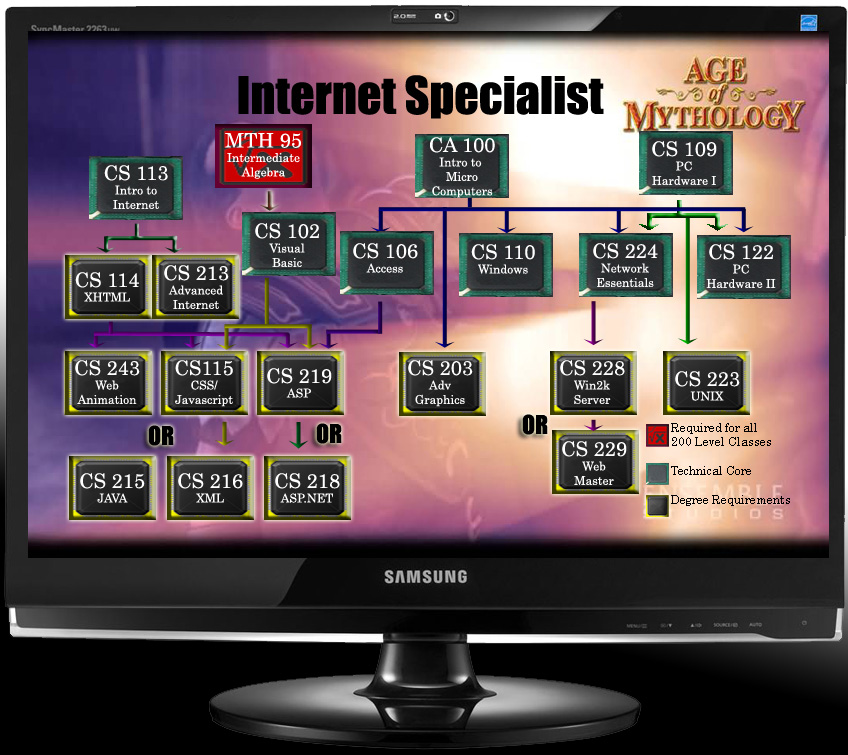 SyncMaster 2263UW
2.0
Internet Specialist
AGE
of
MYTHOLOGY
MTH 95
Intermediate
Algebra
CA 100
Intro to
Micro
Computers
CS 109
PC
Hardware I
CS 113
Intro to
Internet
CS 102
Visual
Basic
CS 106
Access
CS 110
Windows
CS 224
Network
Essentials
CS 122
PC
Hardware II
CS 114
XHTML
CS 213
Advanced
Internet
CS 243
Web
Animation
CS115
CSS/
Javascript
CS 219
ASP
CS 203
Adv
Graphics
CS 228
Win2k
Server
CS 223
UNIX
OR
OR
OR
CS 229
Web
Master
CS 215
JAVA
CS 216
XML
CS 218
ASP.NET
Required for all
200 Level Classes
Technical Core
Degree Requirements
ENSEMBLE
STUDIOS
SAMSUNG
MENU
SOURCE
AUTO